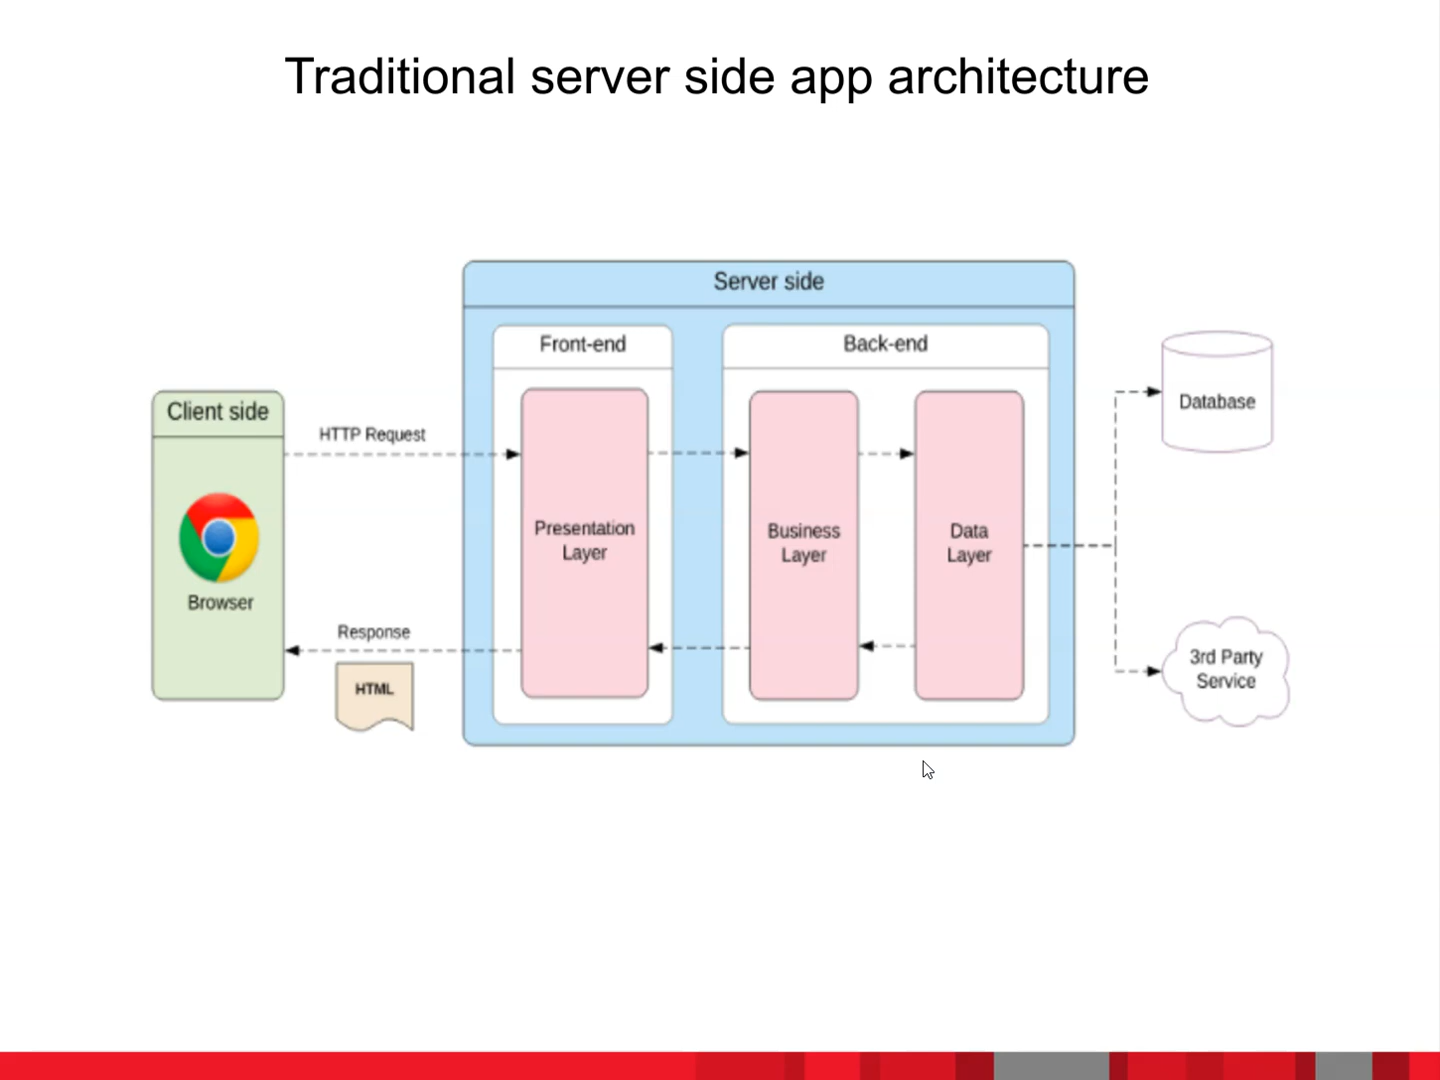 Traditional server side app architecture
Server side
Front-end
Back-end
Client side
HTTP Request
Database
Presentation
Layer
Business
Layer
Data
Layer
Browser
Response
HTML
3rd Party
Service